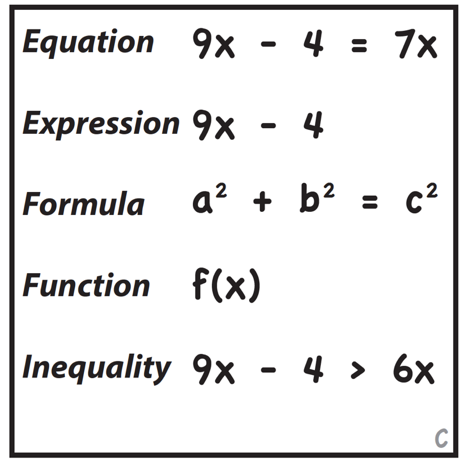 Equation 9x - 4 = 7x
Expression 9x - 4
Formula a² + b² = c²
Function f(x)
Inequality 9x - 4 > 6x
C